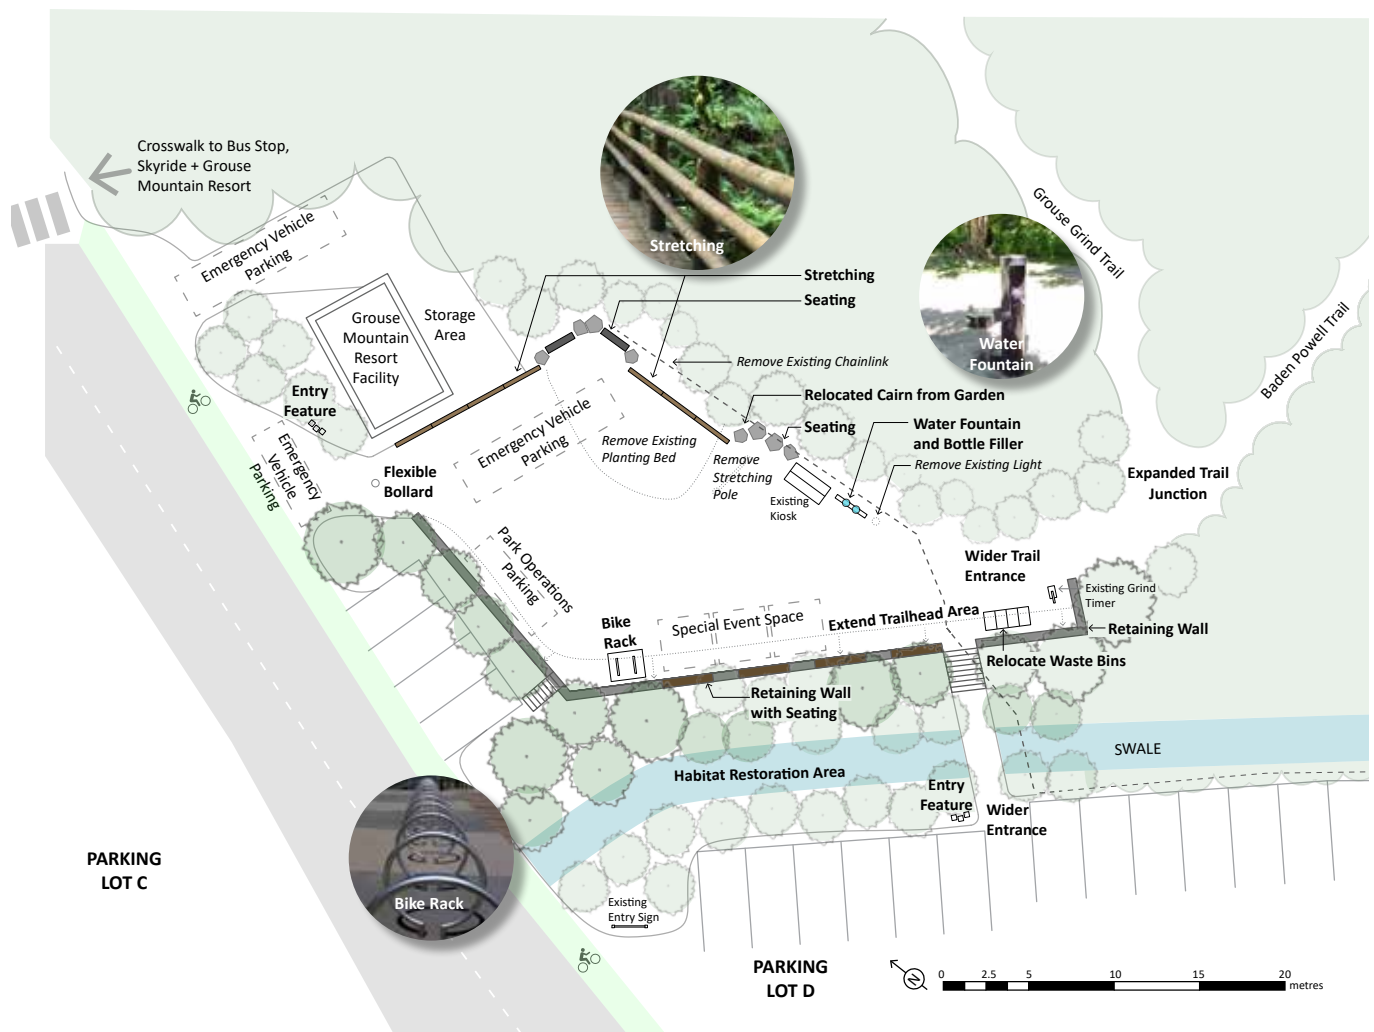 Crosswalk to Bus Stop,
Skyride + Grouse
Mountain Resort
Emergency Vehicle
Parking
Grouse
Mountain
Resort
Facility
Storage
Area
Entry
Feature
Emergency
Vehicle
Parking
Flexible
Bollard
Stretching
Stretching
Seating
Remove Existing Chainlink
Water
Fountain
Grouse Grind Trail
Baden Powell Trail
Relocated Cairn from Garden
Seating
Water Fountain
and Bottle Filler
Remove Existing Light
Emergency Vehicle
Parking
Remove Existing
Planting Bed
Remove
Stretching
Pole
Existing
Kiosk
Expanded Trail
Junction
Wider Trail
Entrance
Existing Grind
Timer
Park Operations
Parking
Bike
Rack
Special Event Space
Extend Trailhead Area
Retaining Wall
Relocate Waste Bins
Retaining Wall
with Seating
SWALE
Habitat Restoration Area
Entry
Feature
Wider
Entrance
PARKING
LOT C
Bike Rack
Existing
Entry Sign
PARKING
LOT D
N
0 2.5 5 10 15 20
metres